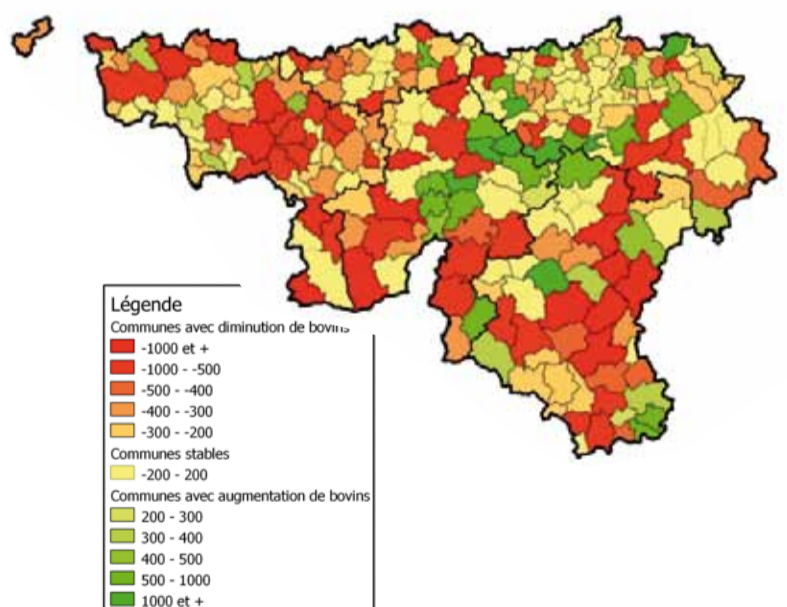 Légende
Communes avec diminution de bovins
-1000 et +
-1000 - -500
-500 - -400
-400 - -300
-300 - -200
Communes stables
-200 - 200
Communes avec augmentation de bovins
200 - 300
300 - 400
400 - 500
500 - 1000
1000 et +